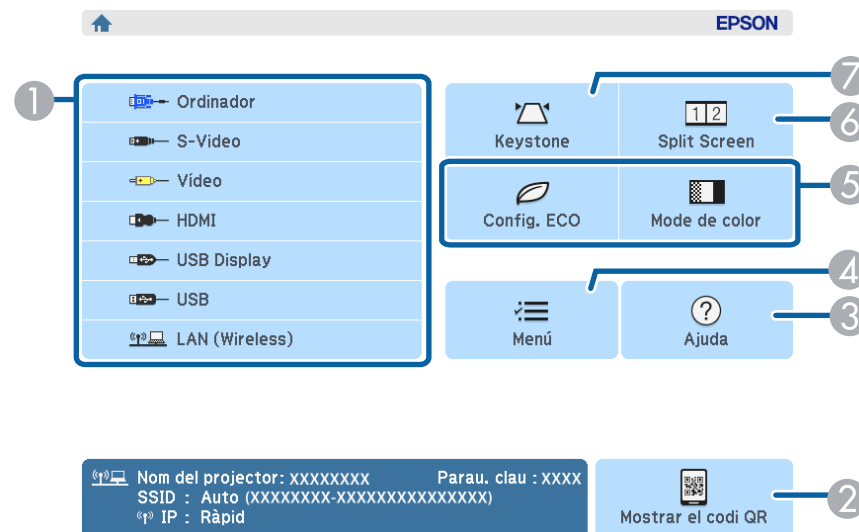 EPSON
1
Ordinador
S-Video
Vídeo
HDMI
USB Display
USB
LAN (Wireless)
7
Keystone
6
Split Screen
5
Config. ECO
Mode de color
4
Menú
3
Ajuda
Nom del projector: XXXXXXXX Parau. clau : XXXX
SSID : Auto (XXXXXXXX-XXXXXXXXXXXXXXX)
IP : Ràpid
2
Mostrar el codi QR